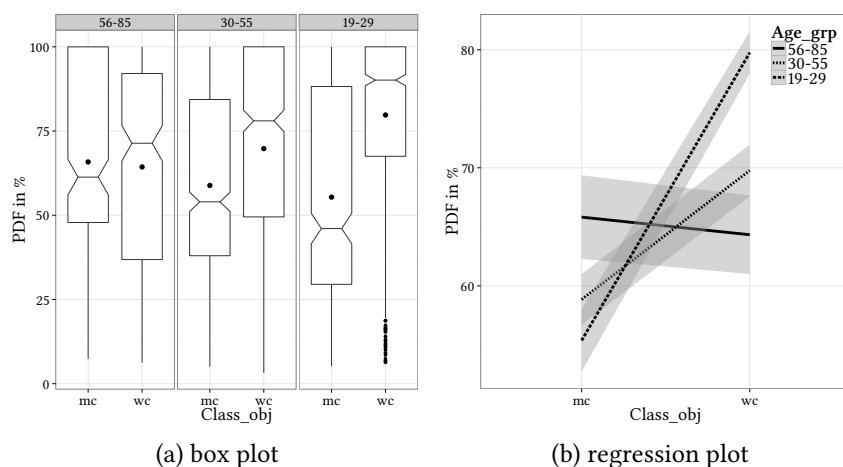 56-85 30-55 19-29
100
75
50
25
0
PDF in %
mc wc mc wc mc wc
Class_obj
(a) box plot
Age_grp
56-85
30-55
19-29
80
70
60
PDF in %
mc wc
Class_obj
(b) regression plot